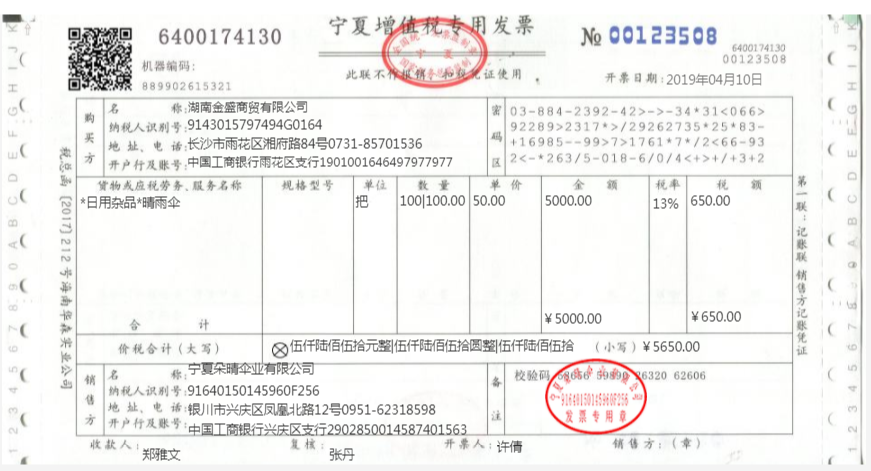 宁夏增值税专用发票
6400174130
№ 00123508
6400174130
00123508
机器编码:
889902615321
此联不作报销、扣税凭证使用
开票日期:2019年04月10日
购买方
名 称:湖南金盛商贸有限公司
纳税人识别号:9143015797494G0164
地 址、电 话:长沙市雨花区湘府路84号0731-85701536
开户行及账号:中国工商银行雨花区支行1901001646497977977
密码区
03-884-2392-42>->-34*31<066>
92289>2317*>/29262735*25*83-
+16985--99>7>1761*7*/2<66-93
2<-*263/5-018-6/0/4<+>+/+3+2
货物或应税劳务、服务名称 规格型号 单位 数 量 单 价 金 额 税率 税 额
*日用杂品*晴雨伞 把 100|100.00 50.00 5000.00 13% 650.00
合 计 ¥5000.00 ¥650.00
价税合计(大写) ⊗伍仟陆佰伍拾元整|伍仟陆佰伍拾圆整|伍仟陆佰伍拾 (小写)¥5650.00
销售方
名 称:宁夏朵晴伞业有限公司
纳税人识别号:91640150145960F256
地 址、电 话:银川市兴庆区凤凰北路12号0951-62318598
开户行及账号:中国工商银行兴庆区支行2902850014587401563
备注
校验码 58656 59890 26320 62606
91640150145960F256
发票专用章
收款人:郑雅文 复核:张丹 开票人:许倩 销售方:(章)
税总函[2017]212号海南华森实业公司
第一联:记账联 销售方记账凭证